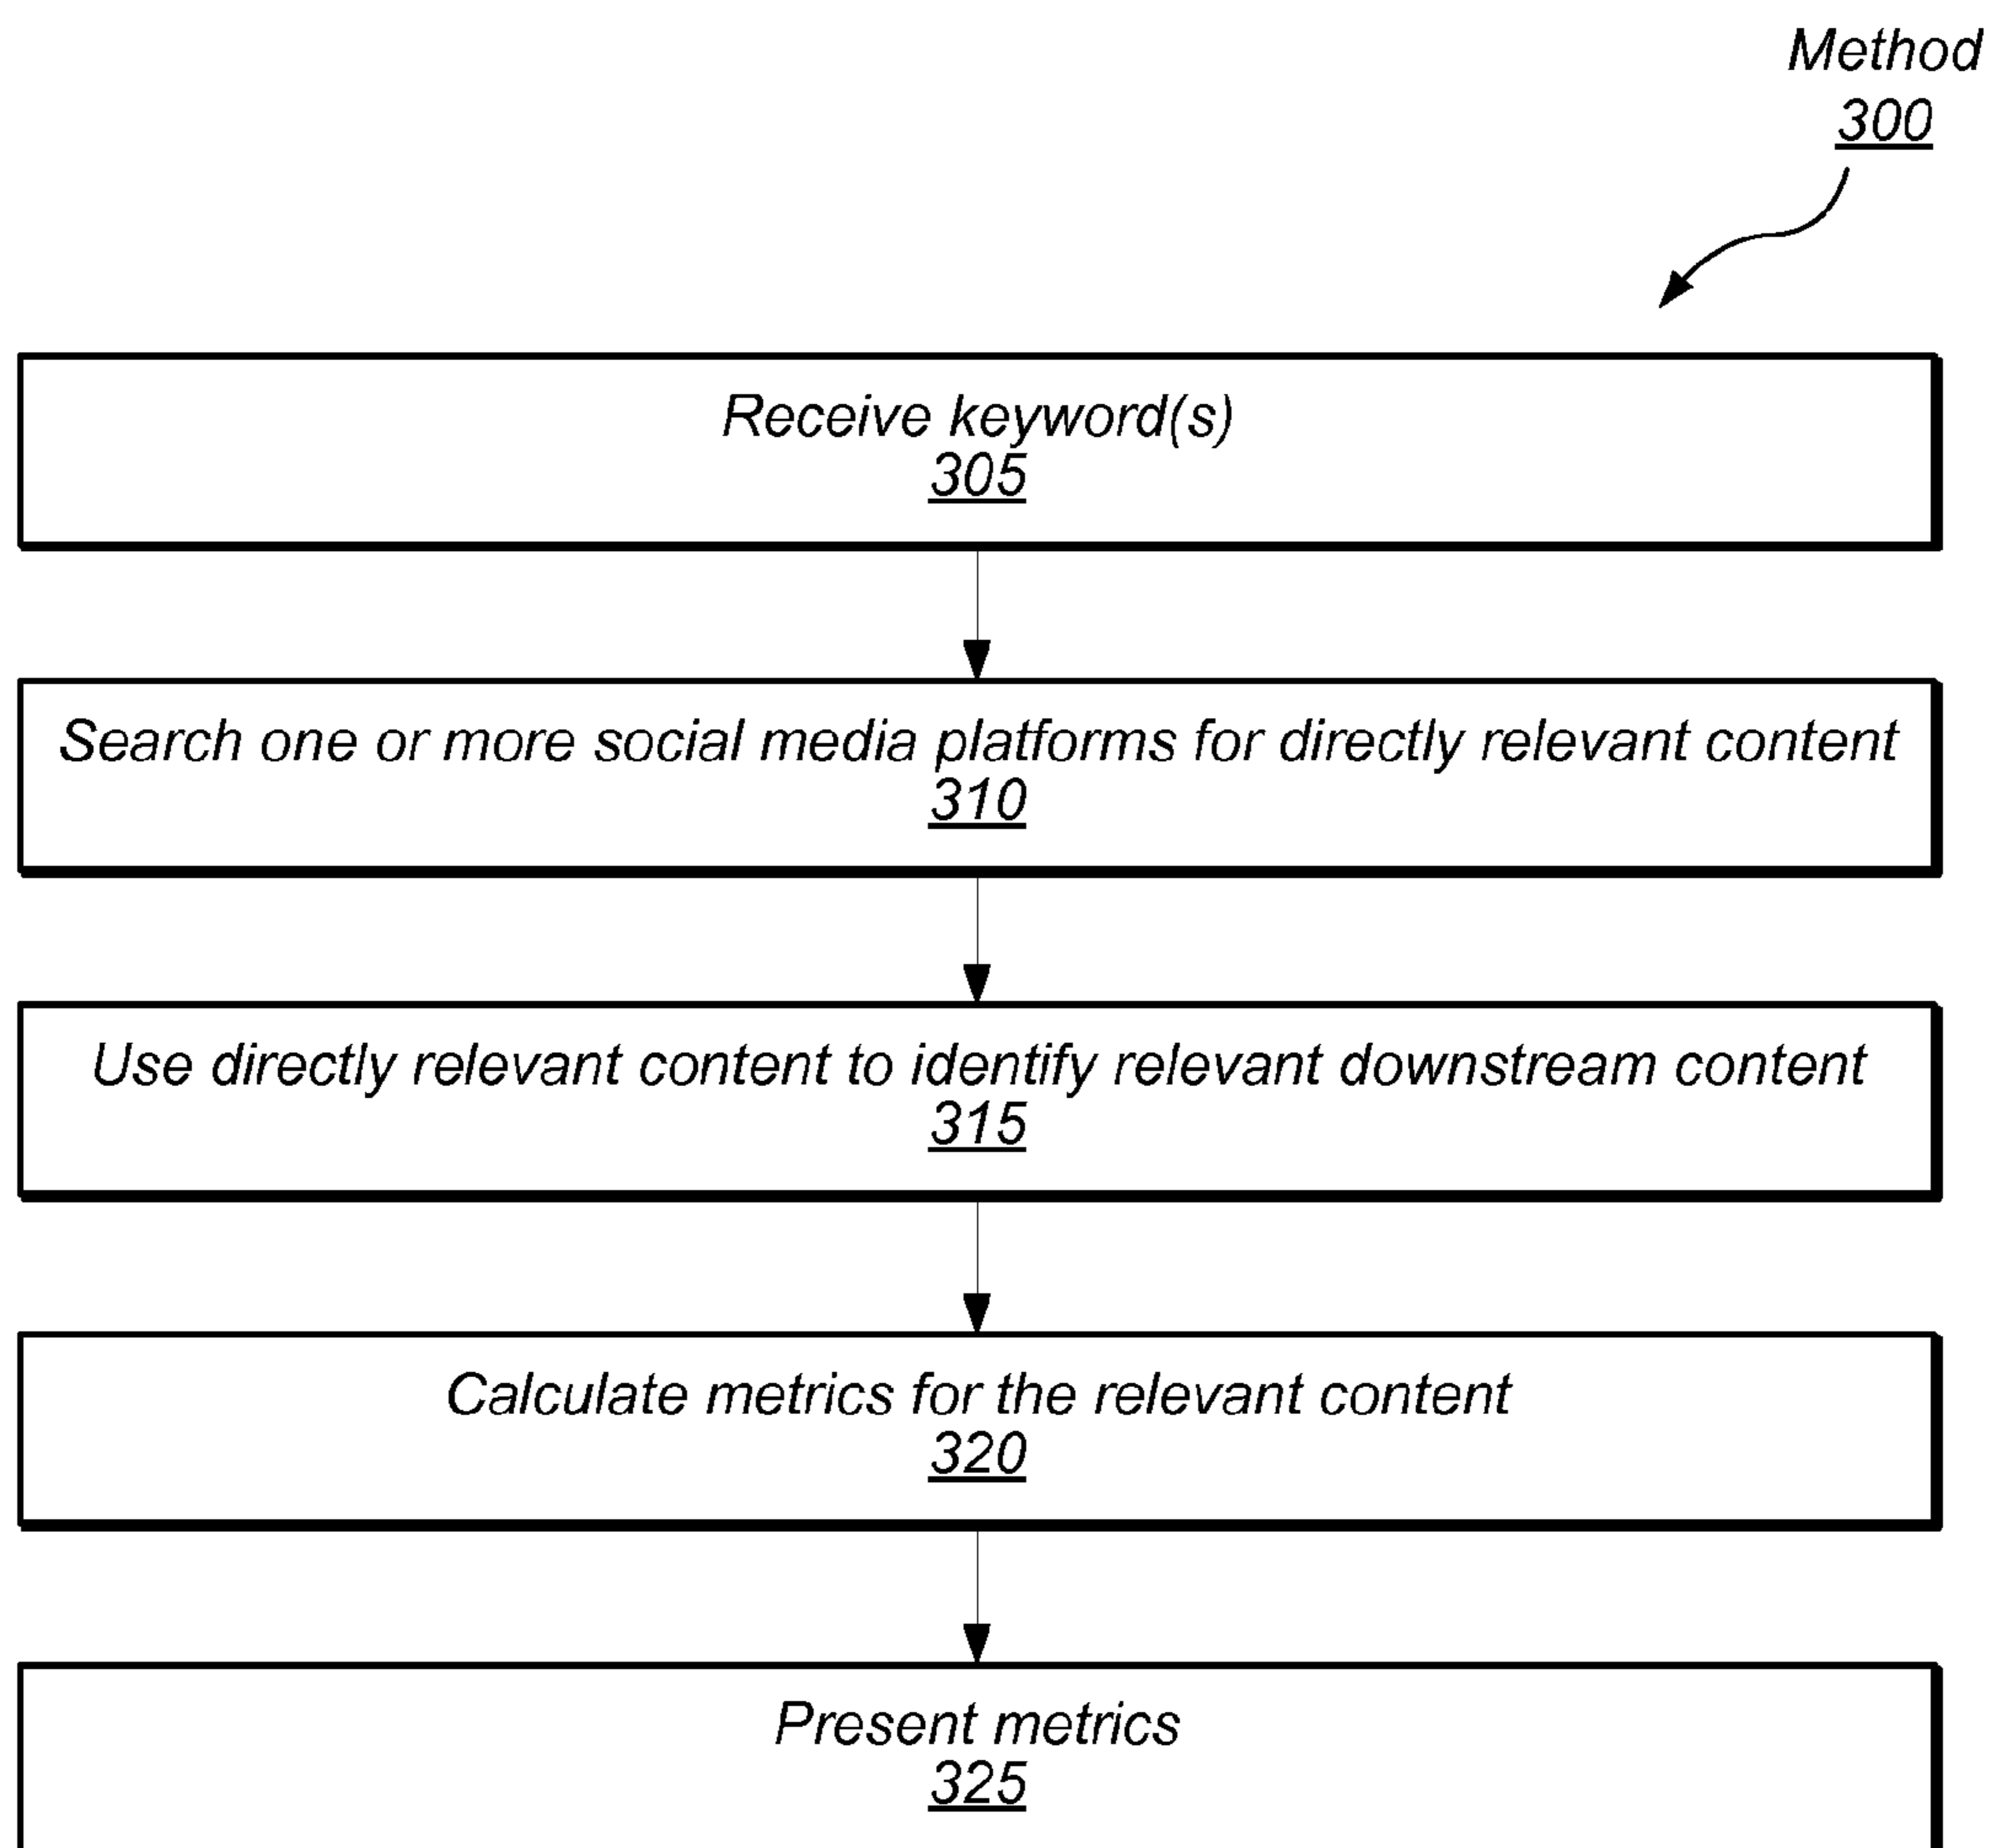 Method
300
Receive keyword(s)
305
Search one or more social media platforms for directly relevant content
310
Use directly relevant content to identify relevant downstream content
315
Calculate metrics for the relevant content
320
Present metrics
325